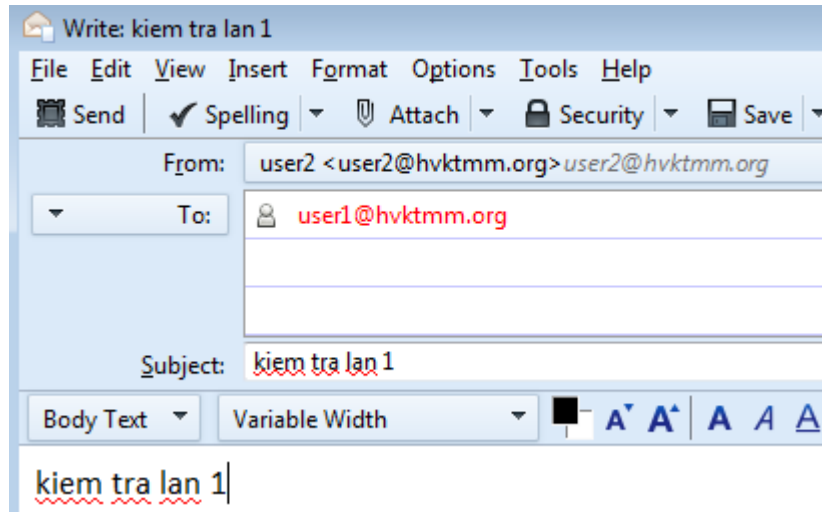 Write: kiem tra lan 1
File Edit View Insert Format Options Tools Help
Send Spelling Attach Security Save
From: user2 <user2@hvktmm.org> user2@hvktmm.org
To: user1@hvktmm.org
Subject: kiem tra lan 1
Body Text Variable Width A A A A A
kiem tra lan 1